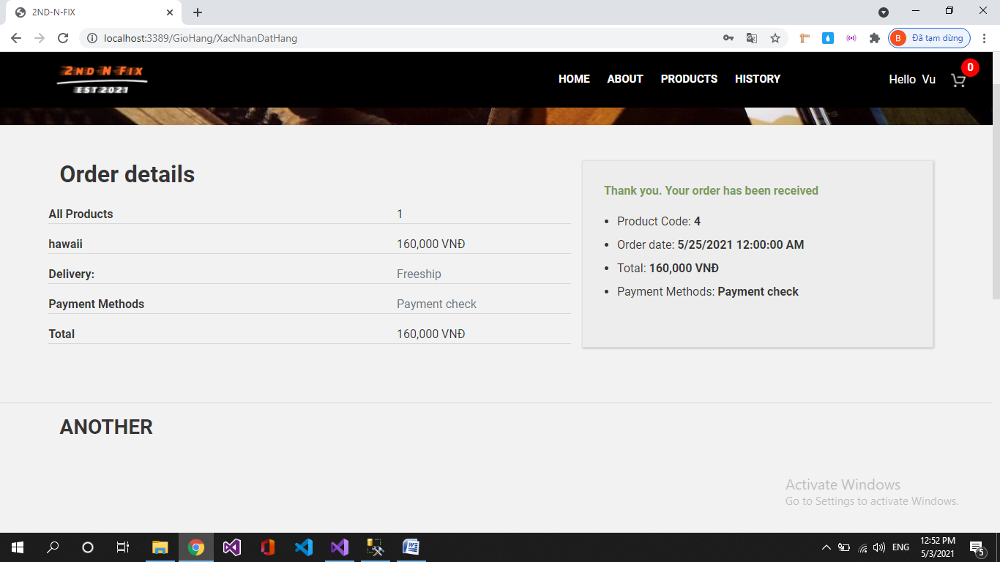 2ND-N-FIX
localhost:3389/GioHang/XacNhanDatHang
B Đã tạm dừng
2ND N FIX
EST 2021
HOME ABOUT PRODUCTS HISTORY
Hello Vu
0
Order details
All Products 1
hawaii 160,000 VNĐ
Delivery: Freeship
Payment Methods Payment check
Total 160,000 VNĐ
Thank you. Your order has been received
• Product Code: 4
• Order date: 5/25/2021 12:00:00 AM
• Total: 160,000 VNĐ
• Payment Methods: Payment check
ANOTHER
Activate Windows
Go to Settings to activate Windows.
ENG
12:52 PM
5/3/2021
5